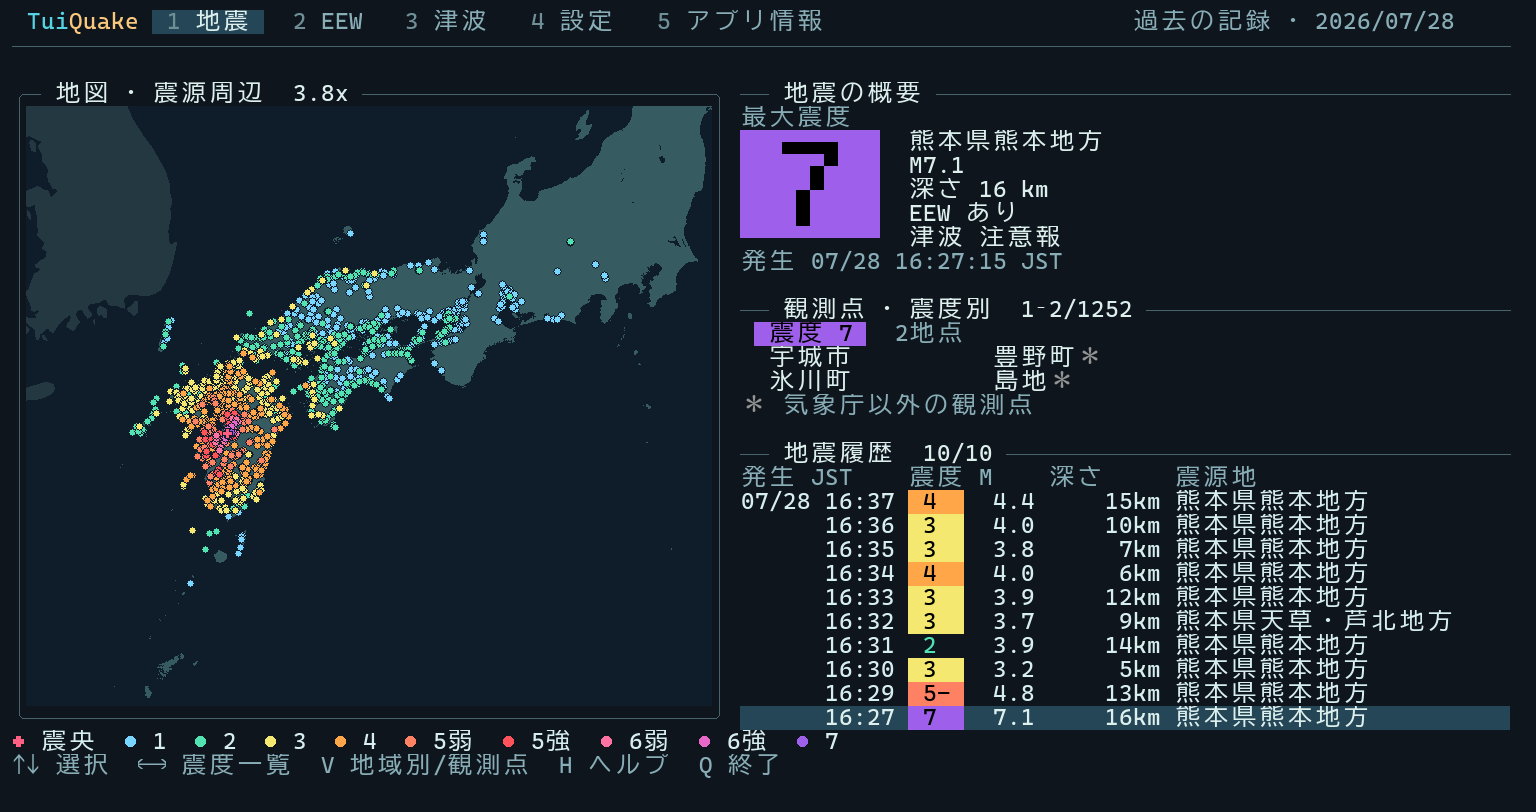 TuiQuake 1 地震 2 EEW 3 津波 4 設定 5 アプリ情報 過去の記録 · 2026/07/28
地図 · 震源周辺 3.8x
地震の概要
最大震度
7
熊本県熊本地方
M7.1
深さ 16 km
EEW あり
津波 注意報
発生 07/28 16:27:15 JST
観測点 · 震度別 1-2/1252
震度 7 2地点
宇城市 豊野町＊
氷川町 島地＊
＊ 気象庁以外の観測点
地震履歴 10/10
発生 JST 震度 M 深さ 震源地
07/28 16:37 4 4.4 15km 熊本県熊本地方
16:36 3 4.0 10km 熊本県熊本地方
16:35 3 3.8 7km 熊本県熊本地方
16:34 4 4.0 6km 熊本県熊本地方
16:33 3 3.9 12km 熊本県熊本地方
16:32 3 3.7 9km 熊本県天草・芦北地方
16:31 2 3.9 14km 熊本県熊本地方
16:30 3 3.2 5km 熊本県熊本地方
16:29 5− 4.8 13km 熊本県熊本地方
16:27 7 7.1 16km 熊本県熊本地方
震央 1 2 3 4 5弱 5強 6弱 6強 7
↑↓ 選択 ←→ 震度一覧 V 地域別/観測点 H ヘルプ Q 終了